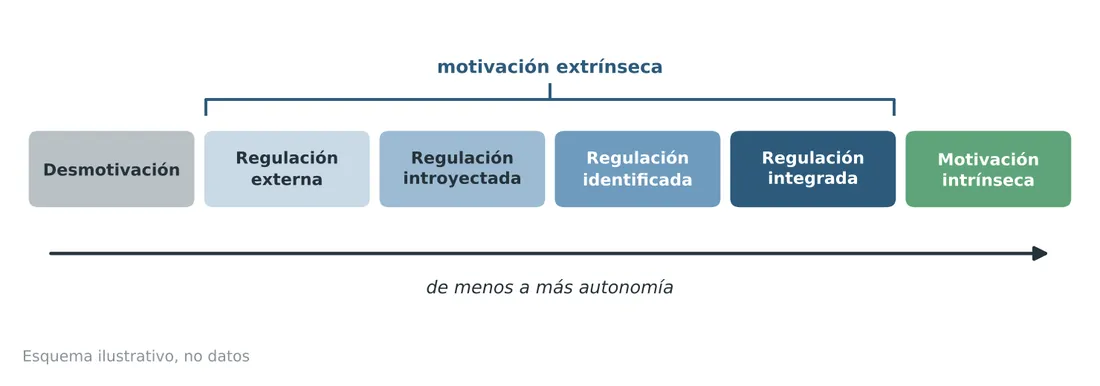 motivación extrínseca
Desmotivación
Regulación
externa
Regulación
introyectada
Regulación
identificada
Regulación
integrada
Motivación
intrínseca
de menos a más autonomía
Esquema ilustrativo, no datos